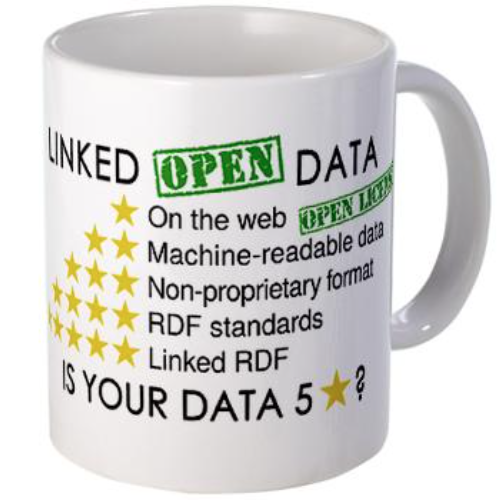 LINKED OPEN DATA
★ On the web OPEN LICENSE
★★ Machine-readable data
★★★ Non-proprietary format
★★★★ RDF standards
★★★★★ Linked RDF
IS YOUR DATA 5★?